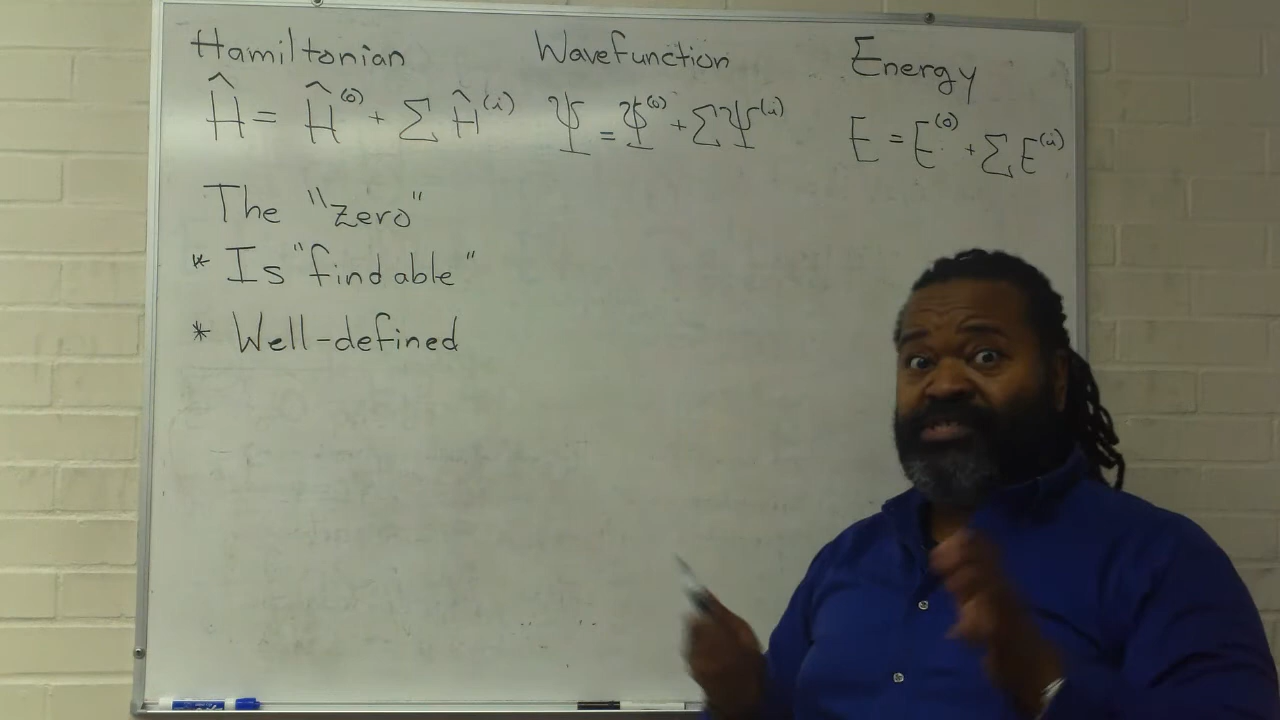 Hamiltonian
Ĥ = Ĥ⁽⁰⁾ + ∑ Ĥ⁽ⁱ⁾
Wavefunction
Ψ = Ψ⁽⁰⁾ + ∑ Ψ⁽ⁱ⁾
Energy
E = E⁽⁰⁾ + ∑ E⁽ⁱ⁾
The "zero"
* Is "findable"
* Well-defined